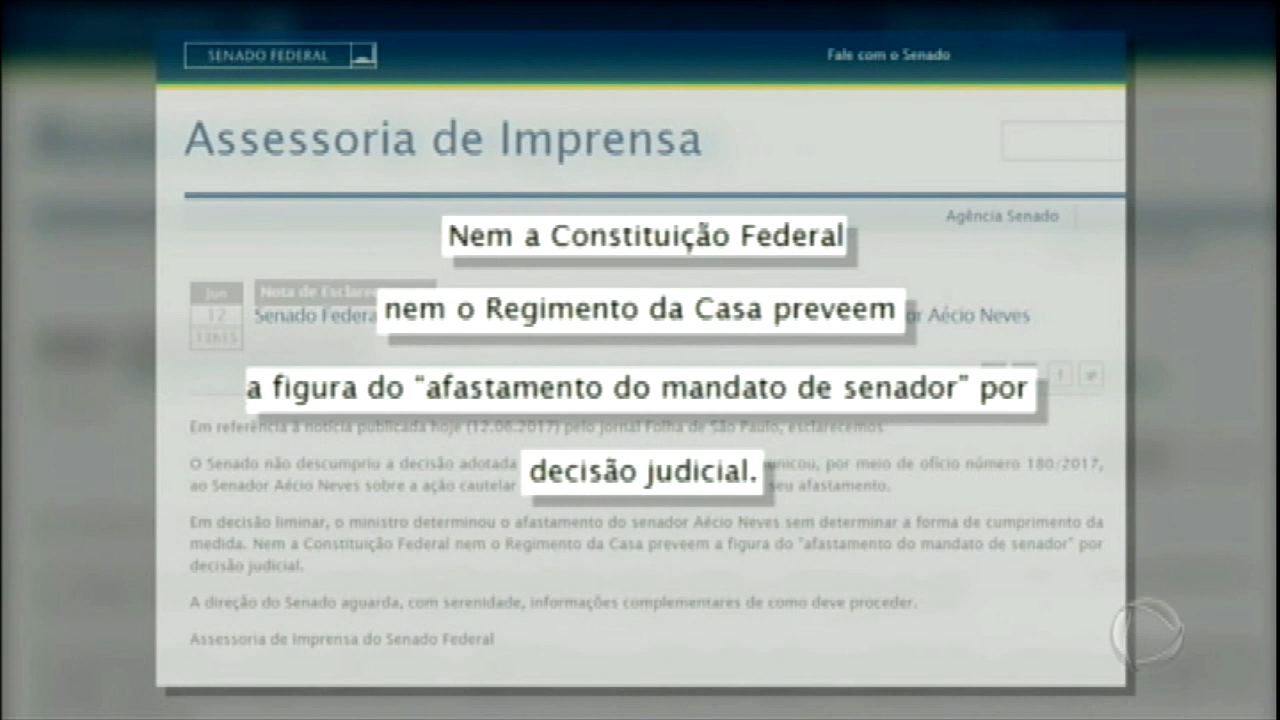 SENADO FEDERAL
Fale com o Senado
Assessoria de Imprensa
Agência Senado
Nem a Constituição Federal
nem o Regimento da Casa preveem
a figura do "afastamento do mandato de senador" por
decisão judicial.
Jun
12
13h15
Nota de Esclare
Senado Federa
or Aécio Neves
Em referência à notícia publicada hoje (12.06.2017) pelo jornal Folha de São Paulo, esclarecemos:
O Senado não descumpriu a decisão adotada unicou, por meio de ofício número 180/2017,
ao Senador Aécio Neves sobre a ação cautelar seu afastamento.
Em decisão liminar, o ministro determinou o afastamento do senador Aécio Neves sem determinar a forma de cumprimento da
medida. Nem a Constituição Federal nem o Regimento da Casa preveem a figura do "afastamento do mandato de senador" por
decisão judicial.
A direção do Senado aguarda, com serenidade, informações complementares de como deve proceder.
Assessoria de Imprensa do Senado Federal